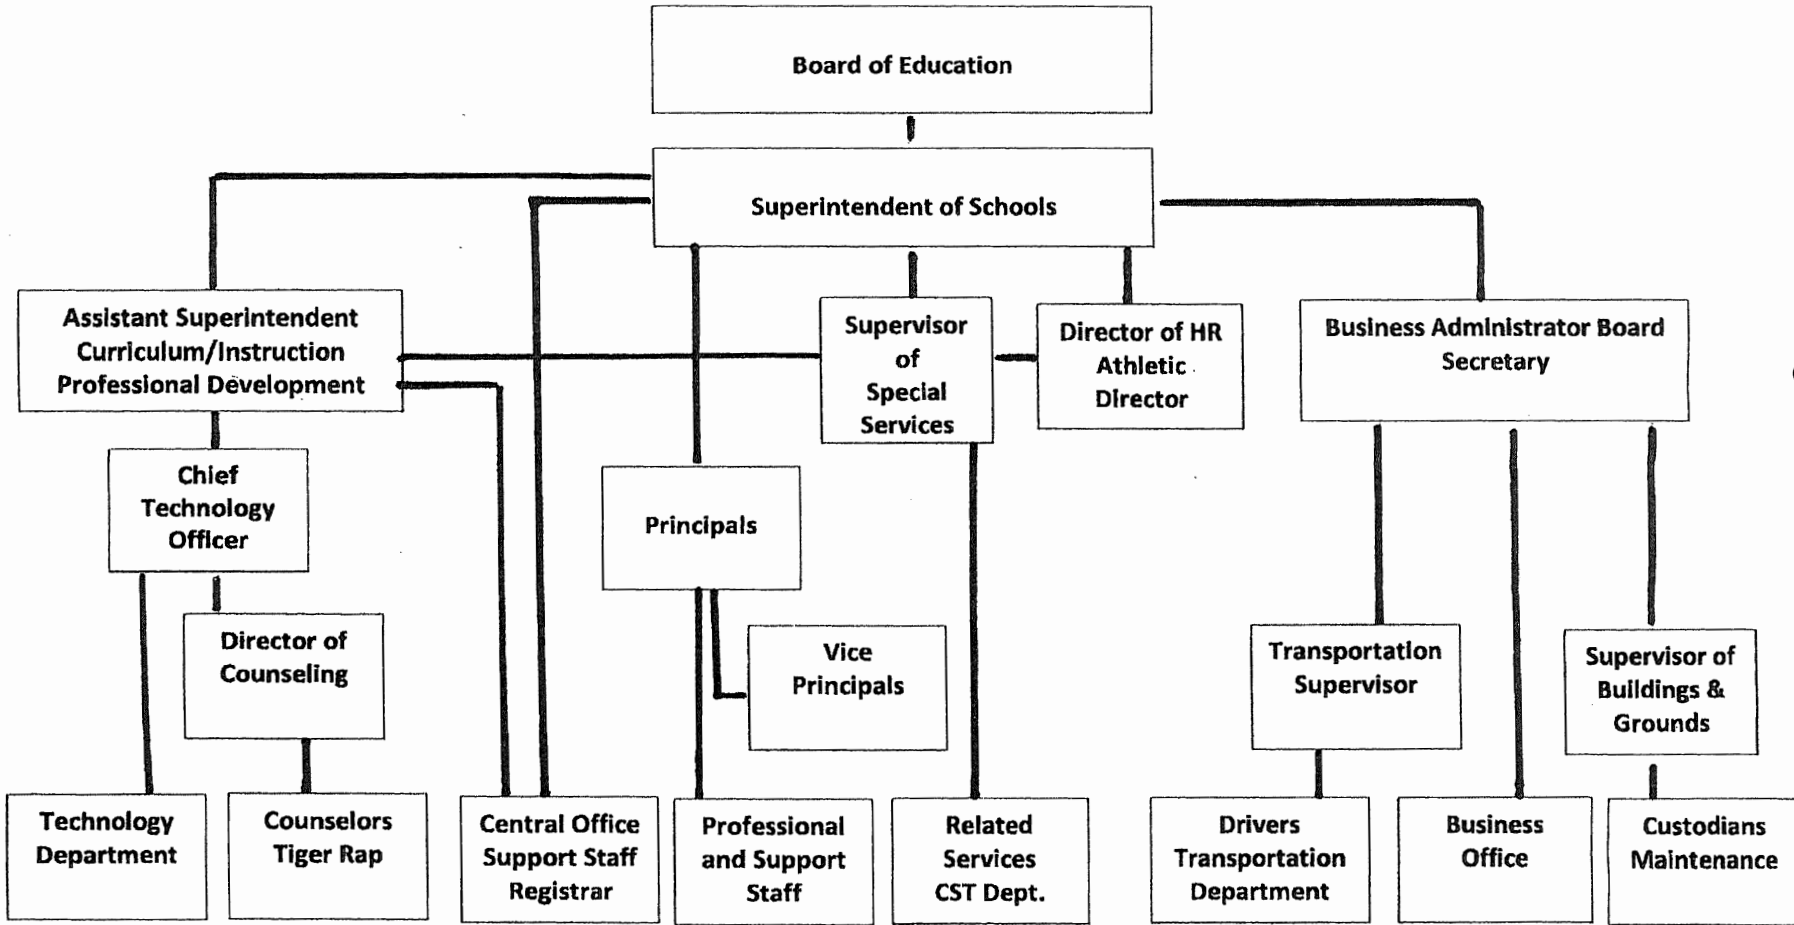 Board of Education
Superintendent of Schools
Assistant Superintendent
Curriculum/Instruction
Professional Development
Supervisor
of
Special
Services
Director of HR
Athletic
Director
Business Administrator Board
Secretary
Chief
Technology
Officer
Principals
Director of
Counseling
Vice
Principals
Transportation
Supervisor
Supervisor of
Buildings &
Grounds
Technology
Department
Counselors
Tiger Rap
Central Office
Support Staff
Registrar
Professional
and Support
Staff
Related
Services
CST Dept.
Drivers
Transportation
Department
Business
Office
Custodians
Maintenance